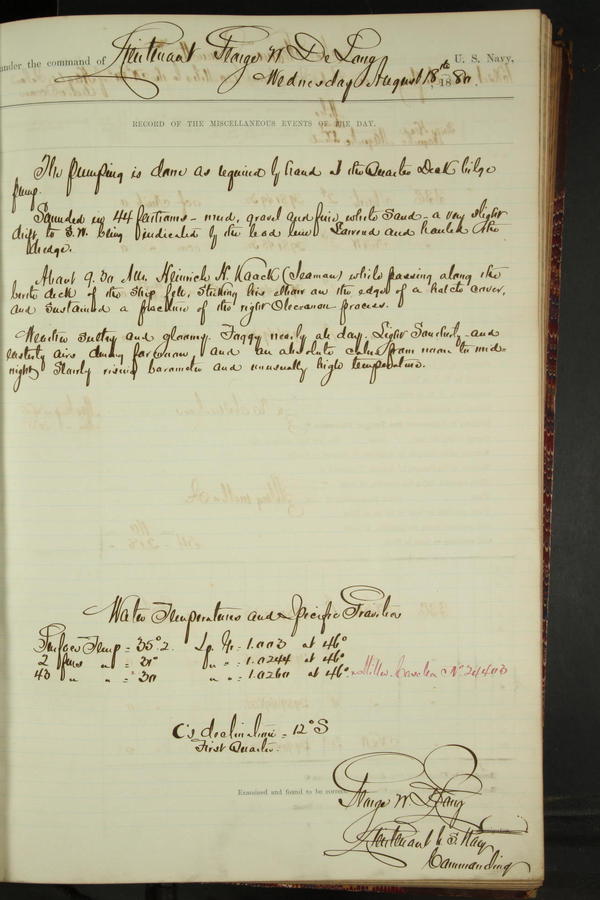 under the command of Lieutenant George W. De Long, U. S. Navy,
Wednesday August 18th 1880.
RECORD OF THE MISCELLANEOUS EVENTS OF THE DAY.
The pumping is done as required by hand at the Quarter Deck bilge
pump.
Sounded in 44 fathoms - mud, gravel and fine white sand - a very slight
drift to S.W. being indicated by the lead line. Lowered and hauled the
dredge.
About 9.30 A.M. Heinrich H. Kaack (Seaman) while passing along the
berth deck of the ship fell, striking his elbow on the edge of a hatch cover,
and sustained a fracture of the right Olecranon process.
Weather sultry and gloomy. Foggy nearly all day. Light Southerly and
easterly airs during forenoon, and an absolute calm from noon to mid-
night. Slowly rising barometer and unusually high temperature.
Water Temperatures and Specific Gravities
Surface Temp = 35°.2. Sp. Gr. = 1.003 at 46°
2 fms " = 31° " " = 1.0244 at 46°
43 " " = 30 " " = 1.0260 at 46°. Miller Casella No 24403
☾'s declination = 12° S
First Quarter.
Examined and found to be correct.
George W. De Long
Lieutenant U. S. Navy
Commanding